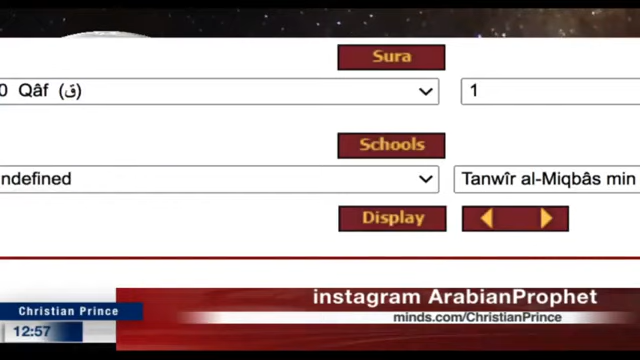 Sura
0 Qâf (ق)
1
Schools
ndefined
Tanwîr al-Miqbâs min
Display
instagram ArabianProphet
Christian Prince
minds.com/ChristianPrince
12:57